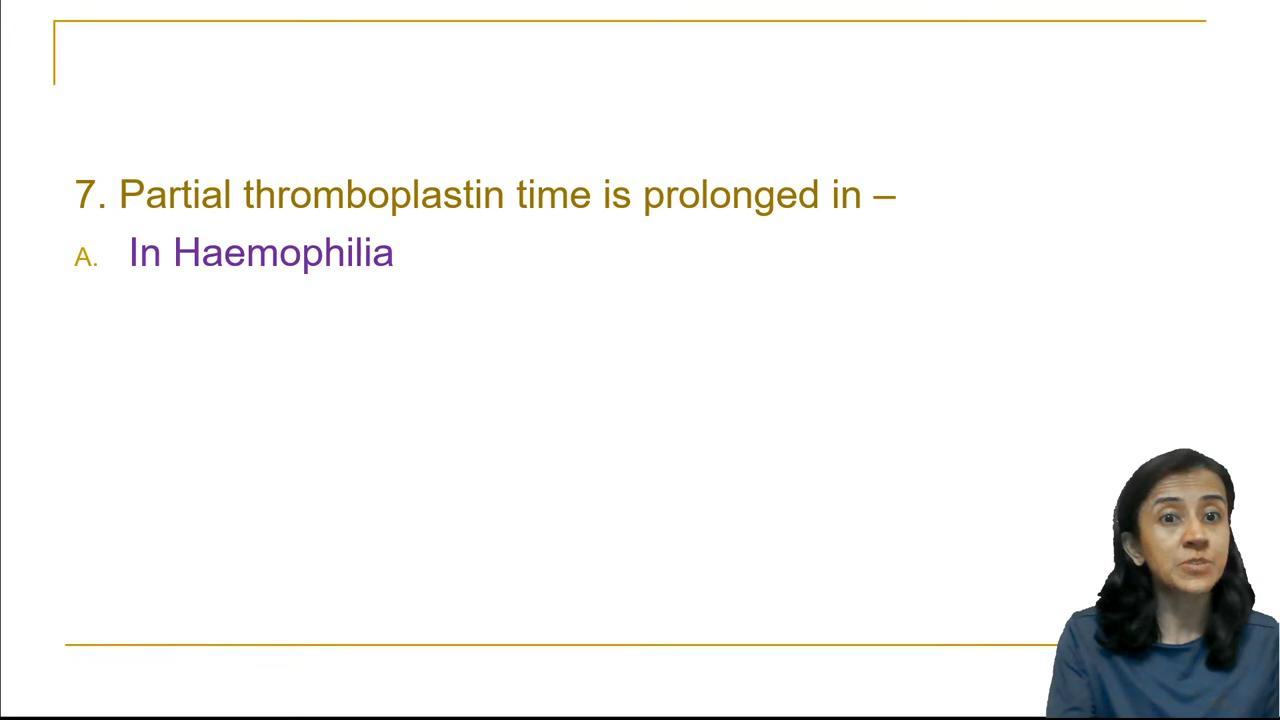 7. Partial thromboplastin time is prolonged in –
A. In Haemophilia